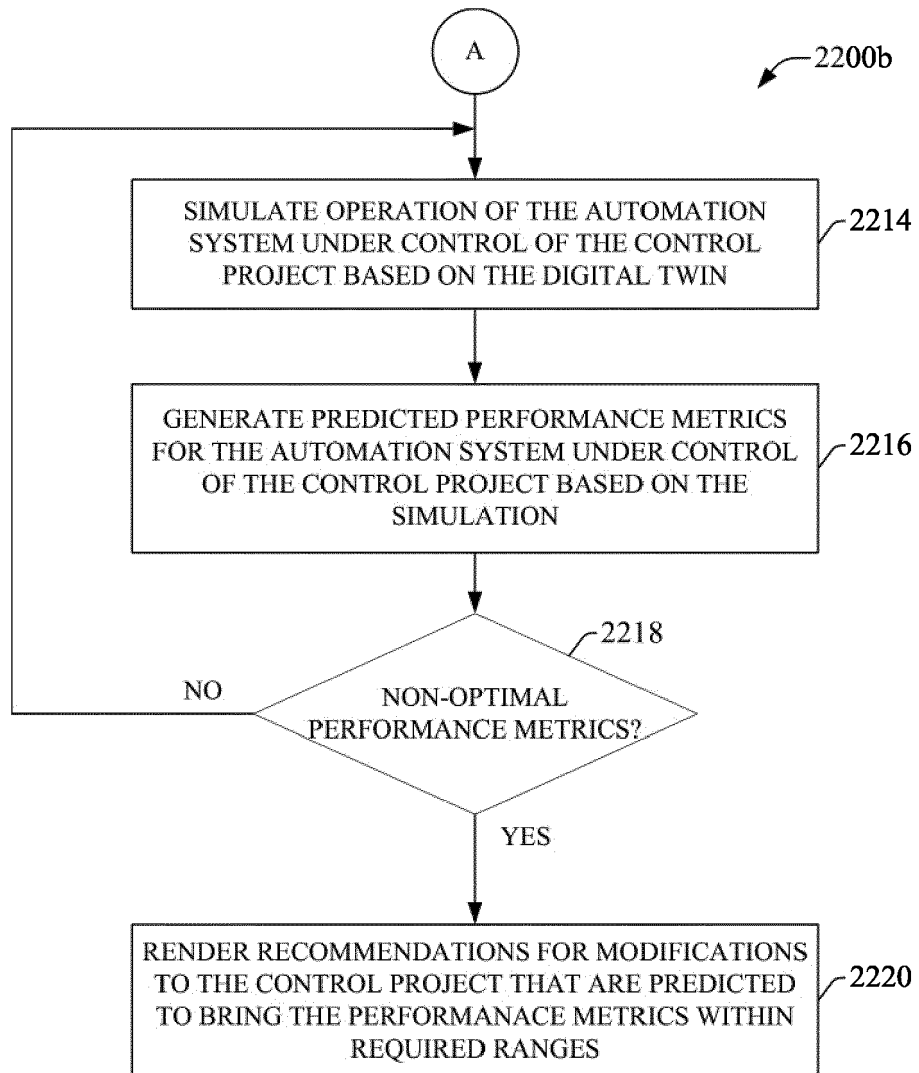 A
2200b
SIMULATE OPERATION OF THE AUTOMATION
SYSTEM UNDER CONTROL OF THE CONTROL
PROJECT BASED ON THE DIGITAL TWIN
2214
GENERATE PREDICTED PERFORMANCE METRICS
FOR THE AUTOMATION SYSTEM UNDER CONTROL
OF THE CONTROL PROJECT BASED ON THE
SIMULATION
2216
2218
NO
NON-OPTIMAL
PERFORMANCE METRICS?
YES
RENDER RECOMMENDATIONS FOR MODIFICATIONS
TO THE CONTROL PROJECT THAT ARE PREDICTED
TO BRING THE PERFORMANACE METRICS WITHIN
REQUIRED RANGES
2220